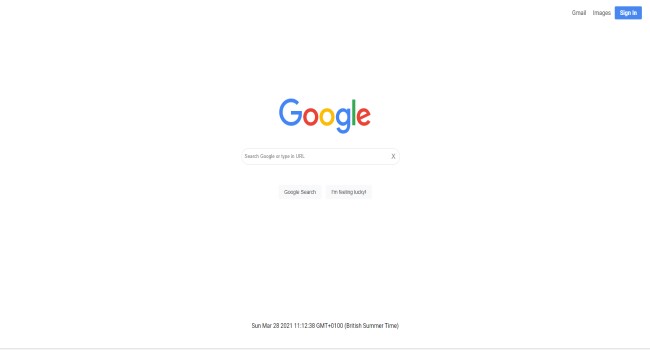 Gmail Images Sign In
Google
Search Google or type in URL X
Google Search I'm feeling lucky!
Sun Mar 28 2021 11:12:38 GMT+0100 (British Summer Time)